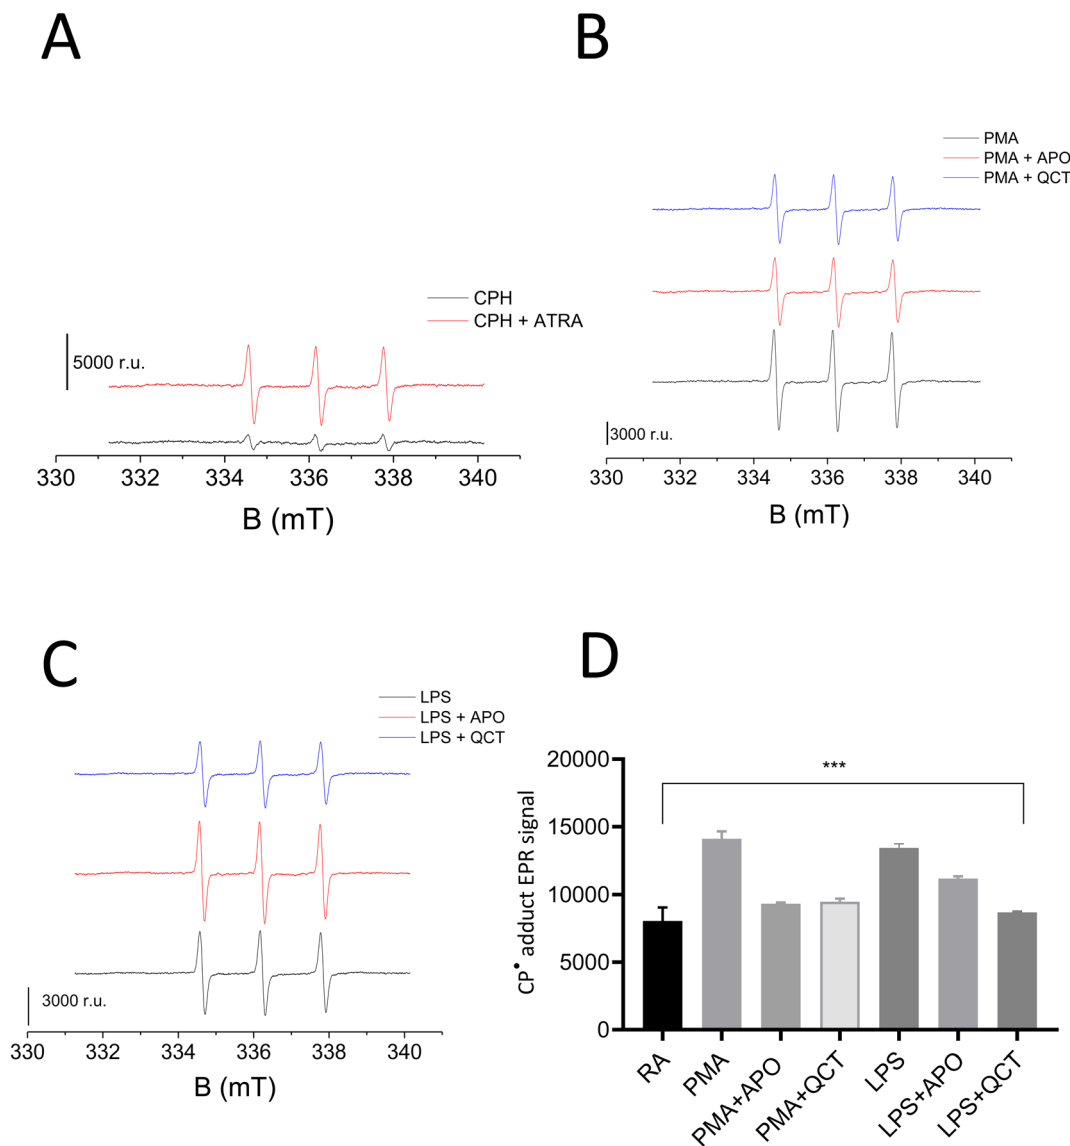 A
CPH
CPH + ATRA
5000 r.u.
330 332 334 336 338 340
B (mT)
B
PMA
PMA + APO
PMA + QCT
3000 r.u.
330 332 334 336 338 340
B (mT)
C
LPS
LPS + APO
LPS + QCT
3000 r.u.
330 332 334 336 338 340
B (mT)
D
CP• adduct EPR signal
20000
15000
10000
5000
0
***
RA
PMA
PMA+APO
PMA+QCT
LPS
LPS+APO
LPS+QCT